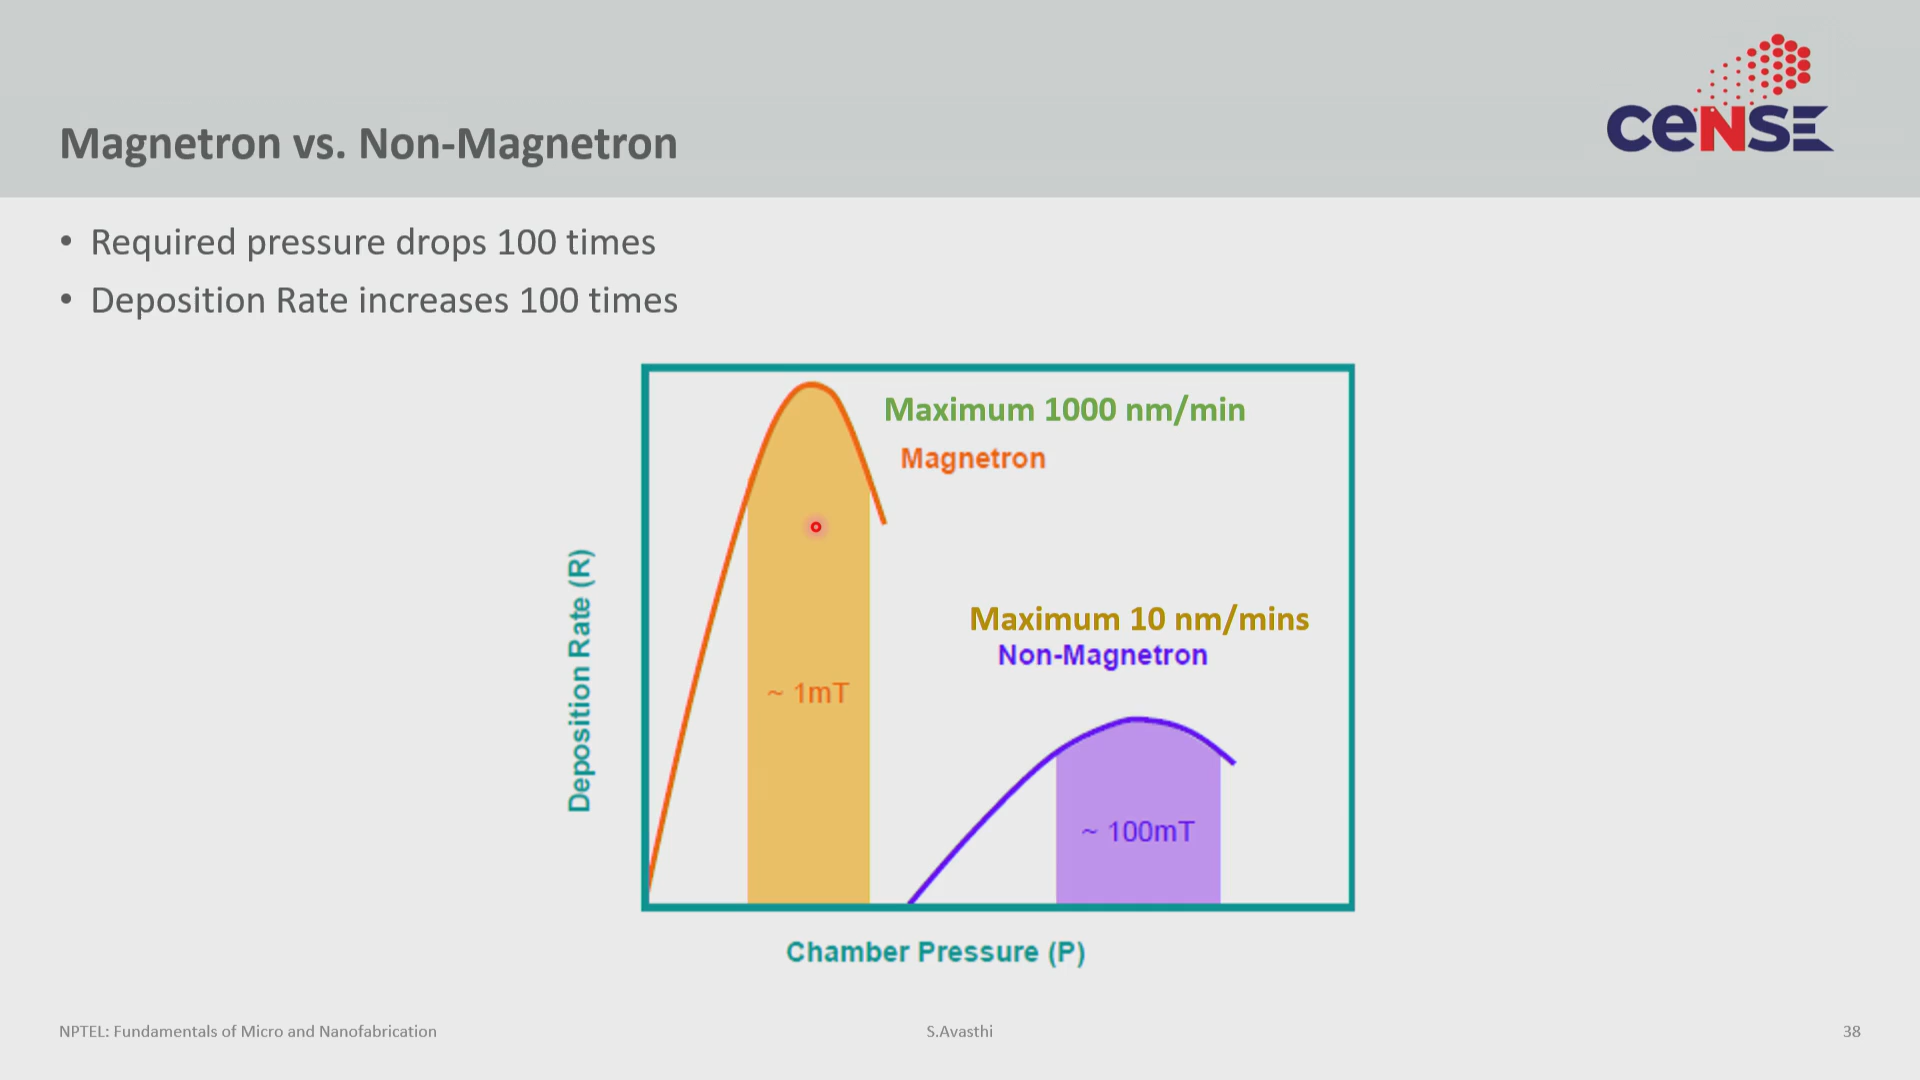 ceNSE
Magnetron vs. Non-Magnetron
• Required pressure drops 100 times
• Deposition Rate increases 100 times
Maximum 1000 nm/min
Magnetron
Maximum 10 nm/mins
Non-Magnetron
~ 1mT
~ 100mT
Deposition Rate (R)
Chamber Pressure (P)
NPTEL: Fundamentals of Micro and Nanofabrication
S.Avasthi
38